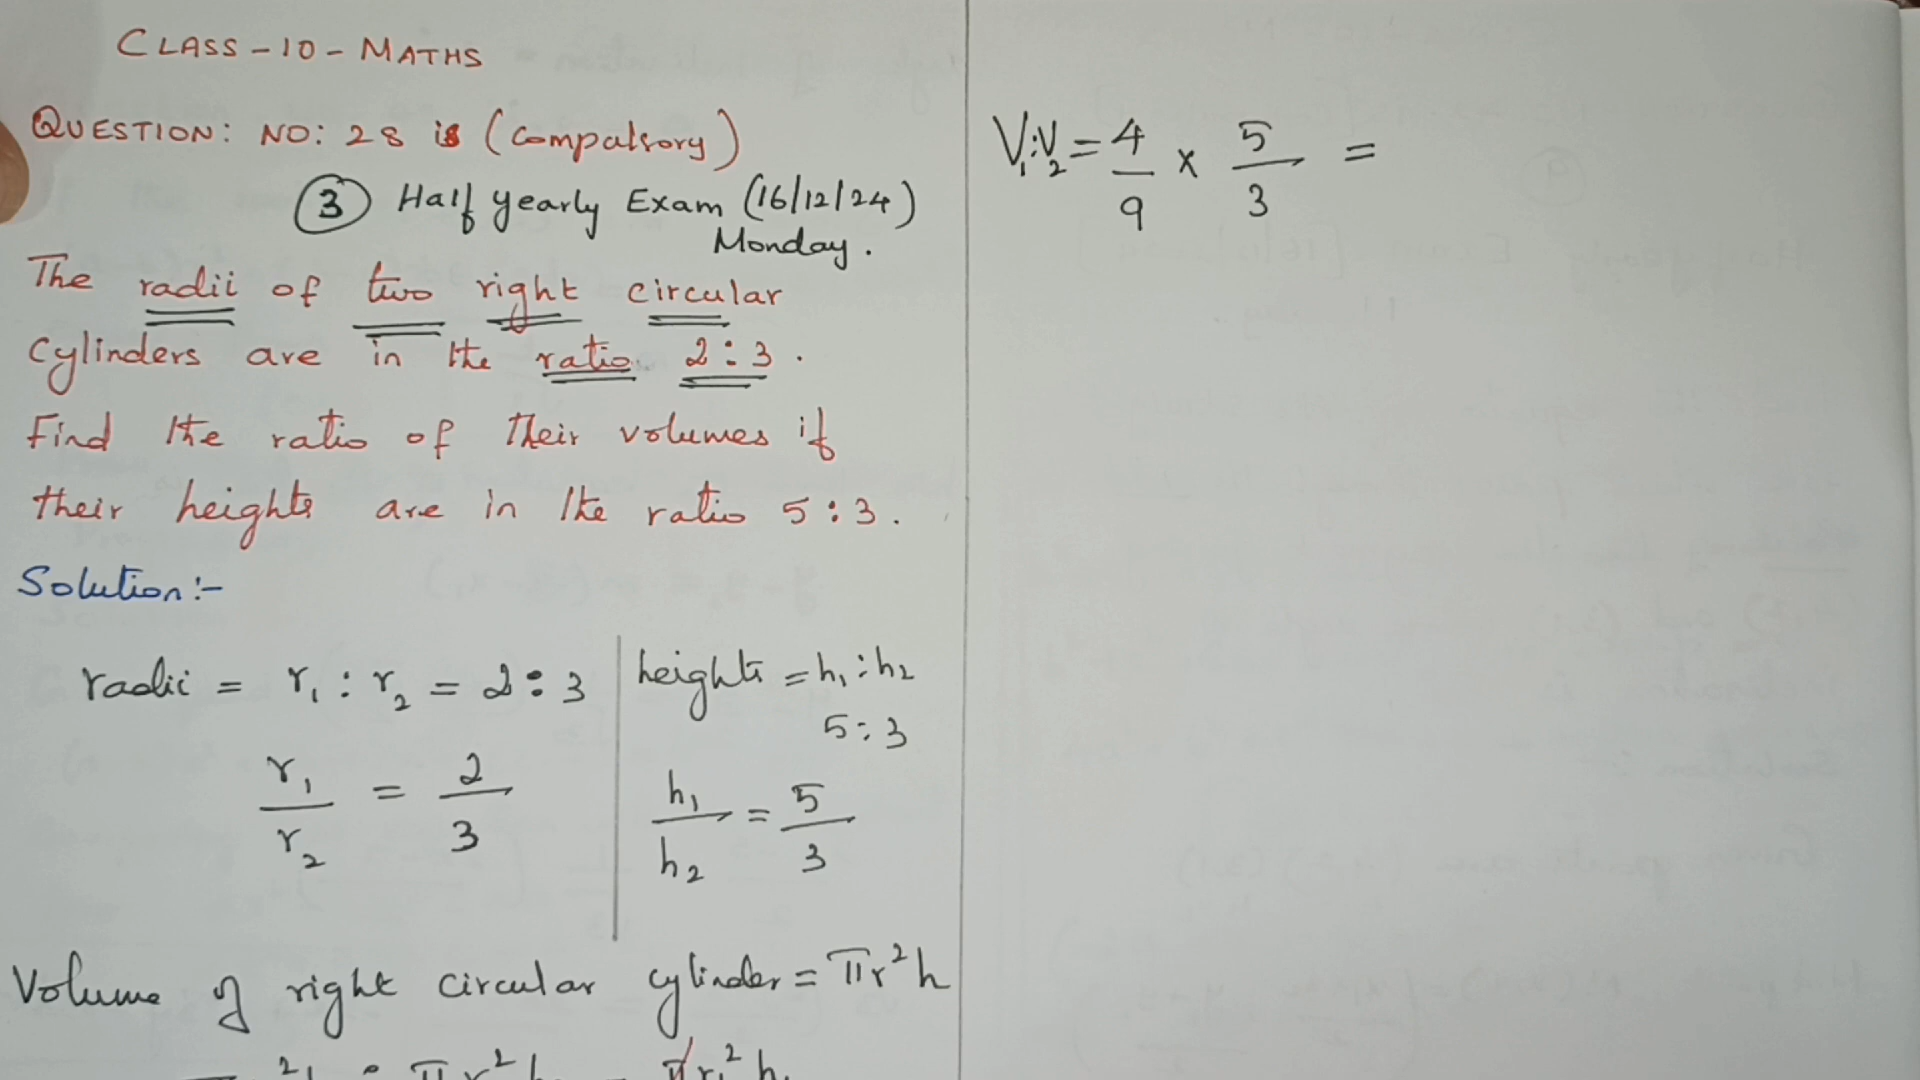 CLASS - 10 - MATHS
QUESTION: NO: 28 is (Compulsory)
3 Half yearly Exam (16/12/24)
Monday.
The radii of two right circular
cylinders are in the ratio 2:3.
Find the ratio of their volumes if
their heights are in the ratio 5:3.
Solution:-
radii = r₁ : r₂ = 2:3
r₁/r₂ = 2/3
heights = h₁ : h₂
5:3
h₁/h₂ = 5/3
Volume of right circular cylinder = πr²h
V₁:V₂ = 4/9 × 5/3 =